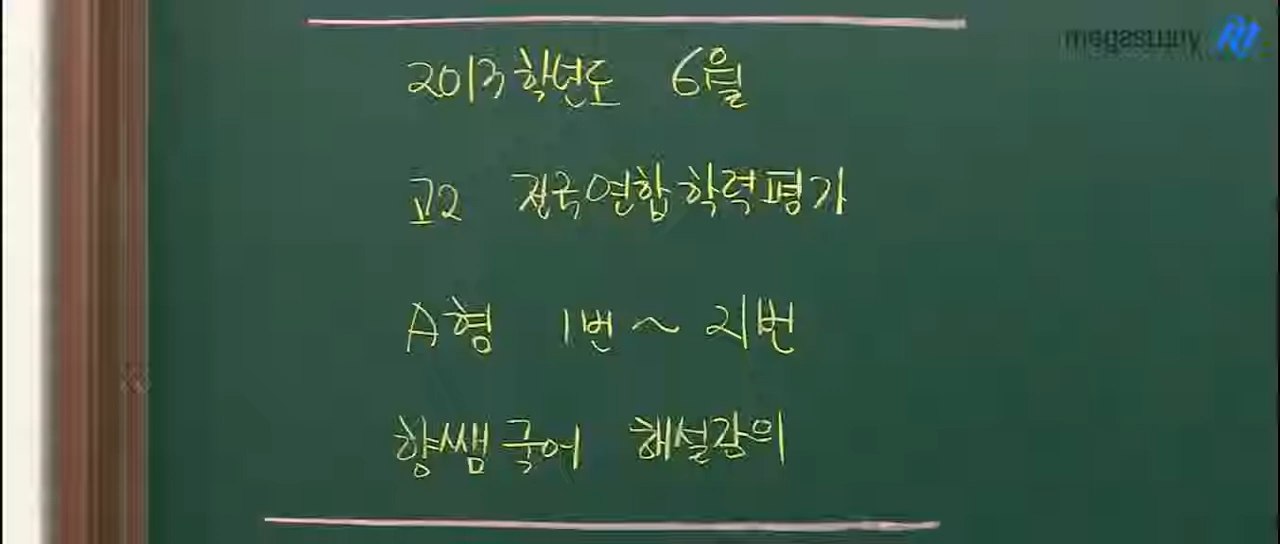 megastudy
2013학년도 6월
고2 전국연합학력평가
A형 1번 ~ 21번
향쌤국어 해설강의